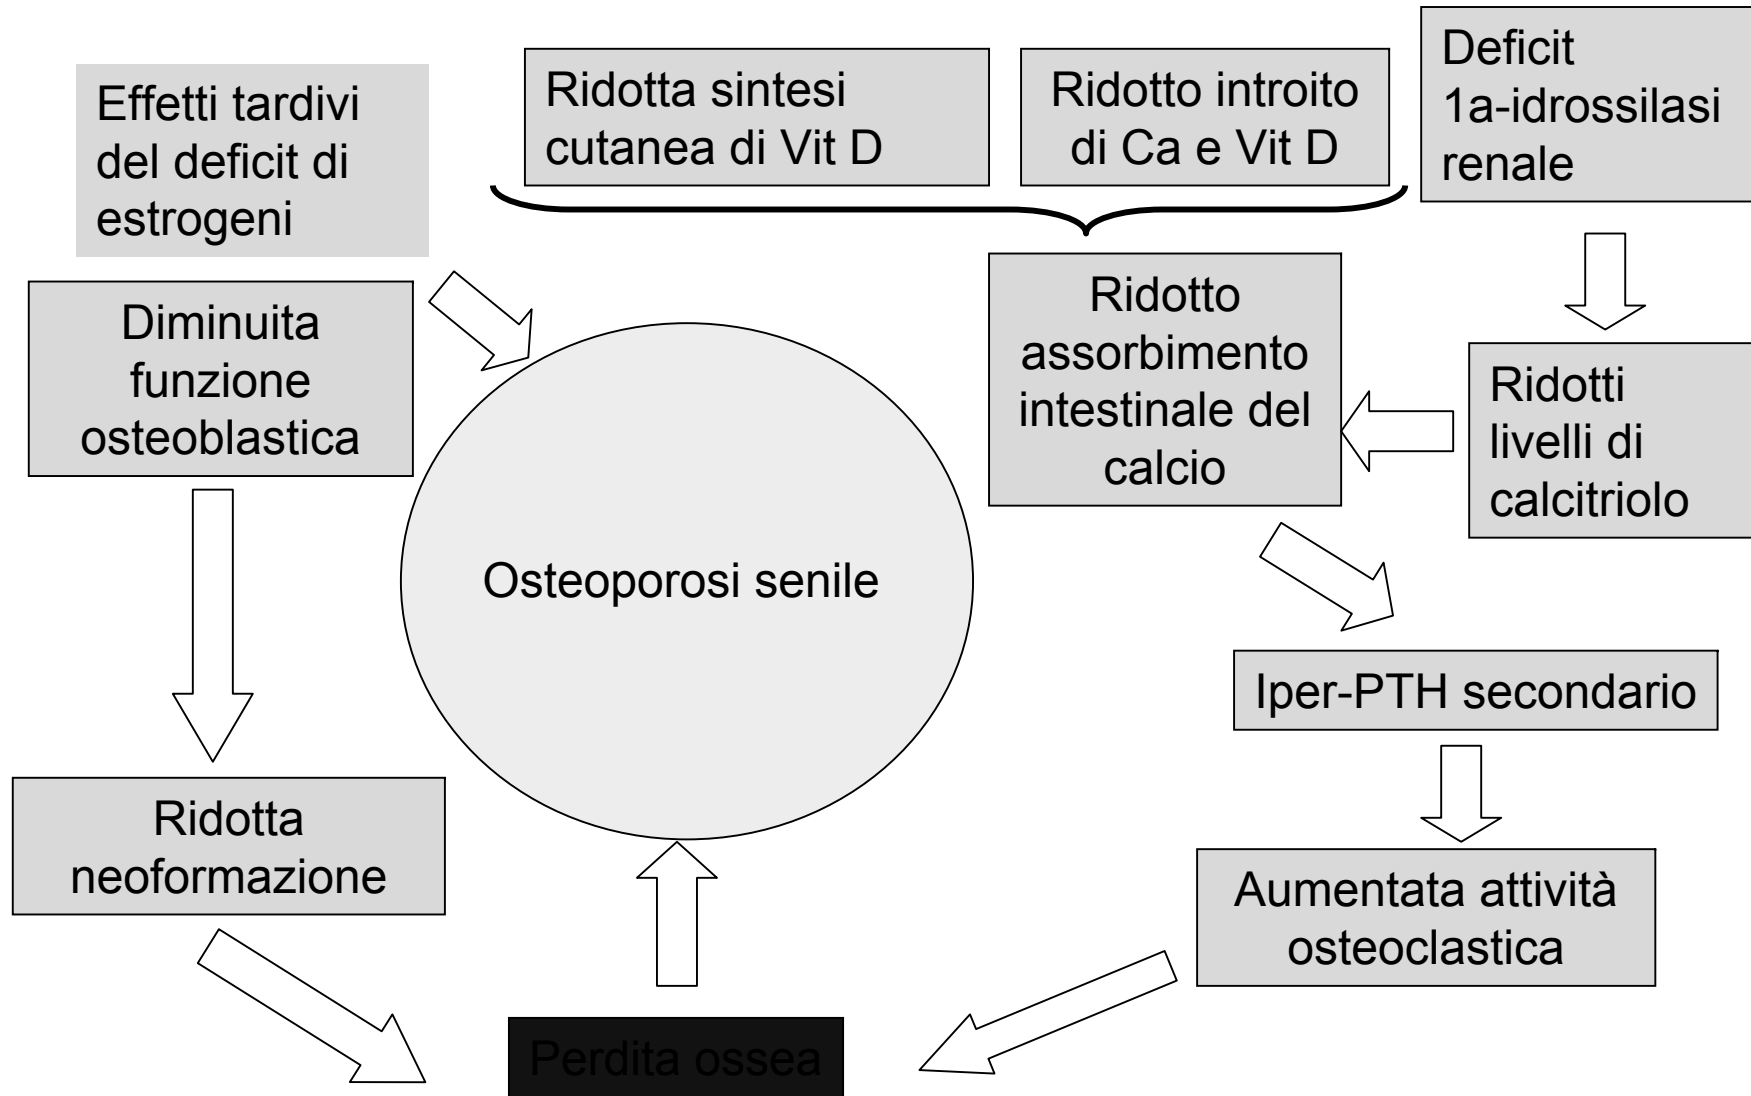 Effetti tardivi
del deficit di
estrogeni
Ridotta sintesi
cutanea di Vit D
Ridotto introito
di Ca e Vit D
Deficit
1a-idrossilasi
renale
Diminuita
funzione
osteoblastica
Ridotto
assorbimento
intestinale del
calcio
Ridotti
livelli di
calcitriolo
Osteoporosi senile
Iper-PTH secondario
Ridotta
neoformazione
Aumentata attività
osteoclastica
Perdita ossea